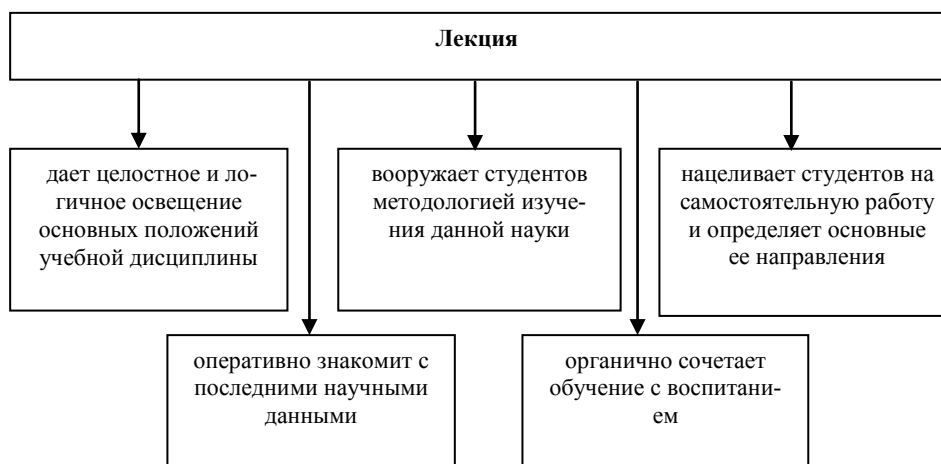 Лекция
дает целостное и ло-
гичное освещение
основных положений
учебной дисциплины
вооружает студентов
методологией изуче-
ния данной науки
нацеливает студентов на
самостоятельную работу
и определяет основные
ее направления
оперативно знакомит с
последними научными
данными
органично сочетает
обучение с воспитани-
ем